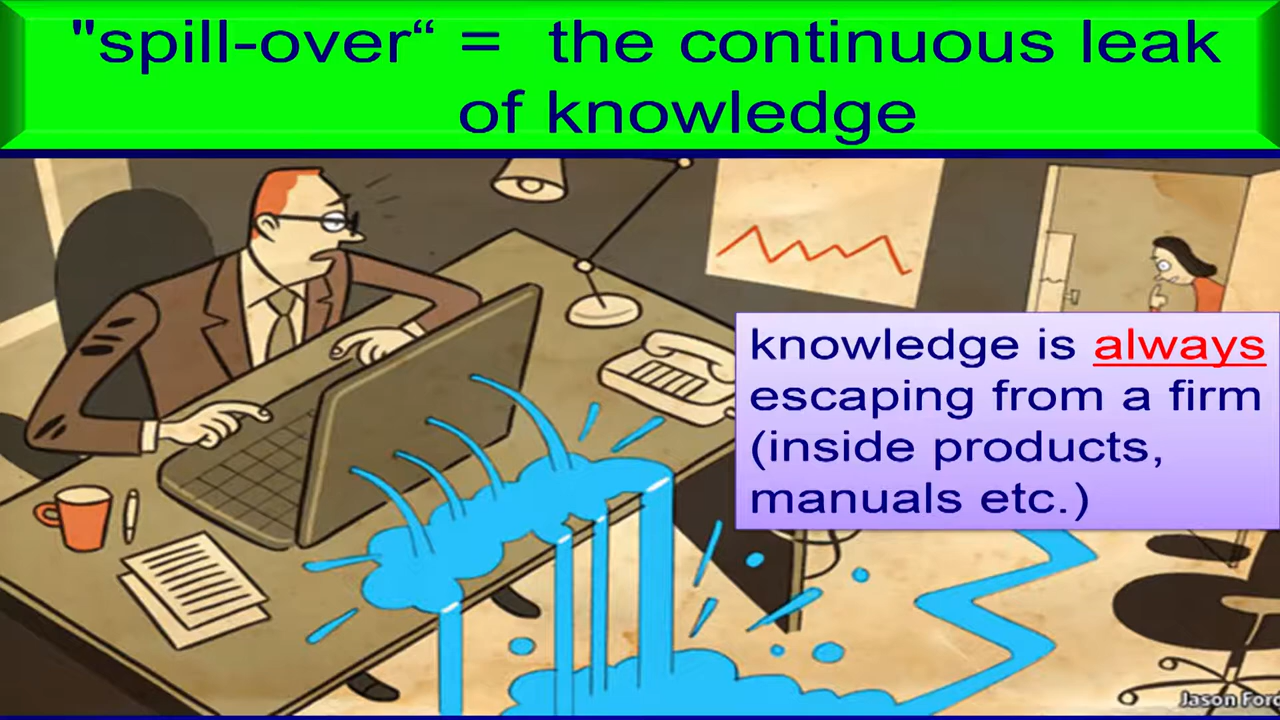 "spill-over“ = the continuous leak
of knowledge
knowledge is always
escaping from a firm
(inside products,
manuals etc.)
Jason Ford